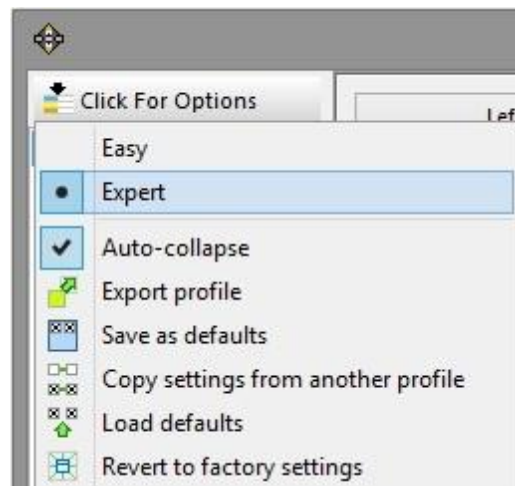 Click For Options
Lef
Easy
Expert
Auto-collapse
Export profile
Save as defaults
Copy settings from another profile
Load defaults
Revert to factory settings